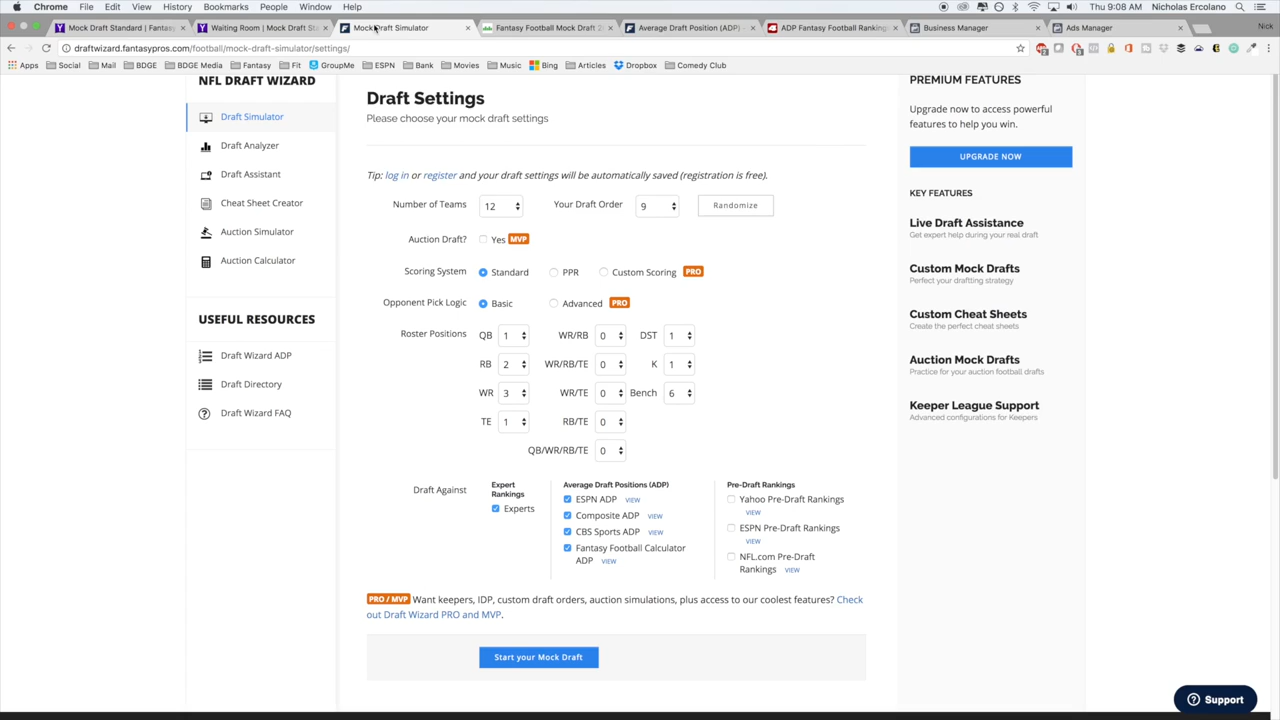 Chrome File Edit View History Bookmarks People Window Help
Thu 9:08 AM Nicholas Ercolano
Mock Draft Standard | Fantasy
Waiting Room | Mock Draft Sta
Mock Draft Simulator
Fantasy Football Mock Draft 2
Average Draft Position (ADP)
ADP Fantasy Football Ranking
Business Manager
Ads Manager
Nick
draftwizard.fantasypros.com/football/mock-draft-simulator/settings/
Apps Social Mail BDGE BDGE Media Fantasy Fit GroupMe ESPN Bank Movies Music Bing Articles Dropbox Comedy Club
NFL DRAFT WIZARD
Draft Simulator
Draft Analyzer
Draft Assistant
Cheat Sheet Creator
Auction Simulator
Auction Calculator
USEFUL RESOURCES
Draft Wizard ADP
Draft Directory
Draft Wizard FAQ
Draft Settings
Please choose your mock draft settings
Tip: log in or register and your draft settings will be automatically saved (registration is free).
Number of Teams 12 Your Draft Order 9 Randomize
Auction Draft? Yes MVP
Scoring System Standard PPR Custom Scoring PRO
Opponent Pick Logic Basic Advanced PRO
Roster Positions QB 1 WR/RB 0 DST 1
RB 2 WR/RB/TE 0 K 1
WR 3 WR/TE 0 Bench 6
TE 1 RB/TE 0
QB/WR/RB/TE 0
Draft Against
Expert
Rankings
Experts
Average Draft Positions (ADP)
ESPN ADP VIEW
Composite ADP VIEW
CBS Sports ADP VIEW
Fantasy Football Calculator
ADP VIEW
Pre-Draft Rankings
Yahoo Pre-Draft Rankings
VIEW
ESPN Pre-Draft Rankings
VIEW
NFL.com Pre-Draft
Rankings VIEW
PRO / MVP Want keepers, IDP, custom draft orders, auction simulations, plus access to our coolest features? Check
out Draft Wizard PRO and MVP.
Start your Mock Draft
PREMIUM FEATURES
Upgrade now to access powerful
features to help you win.
UPGRADE NOW
KEY FEATURES
Live Draft Assistance
Get expert help during your real draft
Custom Mock Drafts
Perfect your draftting strategy
Custom Cheat Sheets
Create the perfect cheat sheets
Auction Mock Drafts
Practice for your auction football drafts
Keeper League Support
Advanced configurations for Keepers
Support